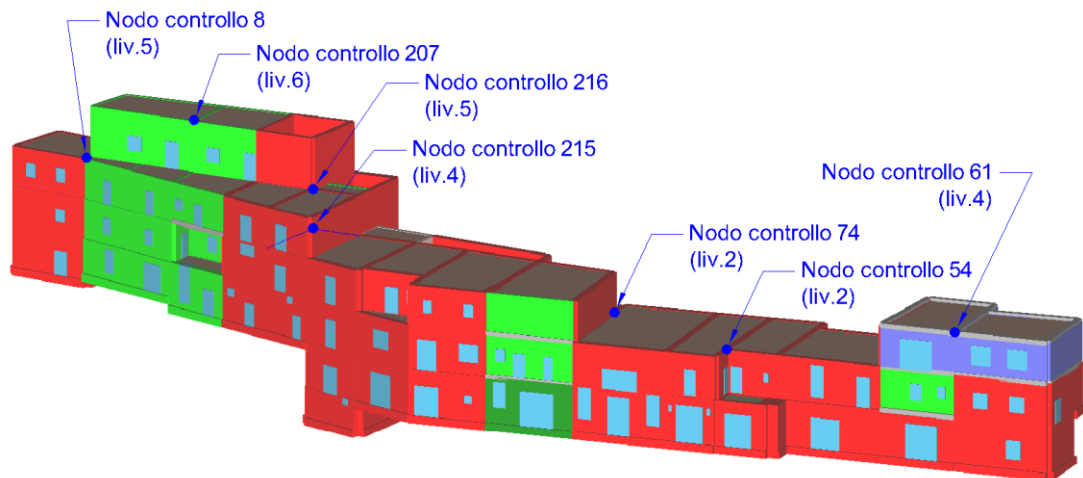 Nodo controllo 8
(liv.5)
Nodo controllo 207
(liv.6)
Nodo controllo 216
(liv.5)
Nodo controllo 215
(liv.4)
Nodo controllo 61
(liv.4)
Nodo controllo 74
(liv.2)
Nodo controllo 54
(liv.2)